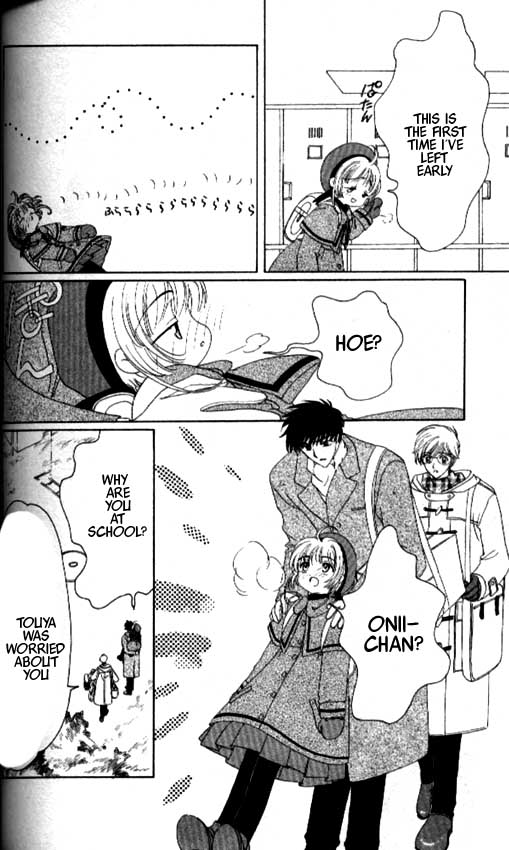 THIS IS
THE FIRST
TIME I'VE
LEFT
EARLY
ぱたん
HOE?
ONII-
CHAN?
WHY
ARE
YOU
AT
SCHOOL?
TOUYA
WAS
WORRIED
ABOUT
YOU